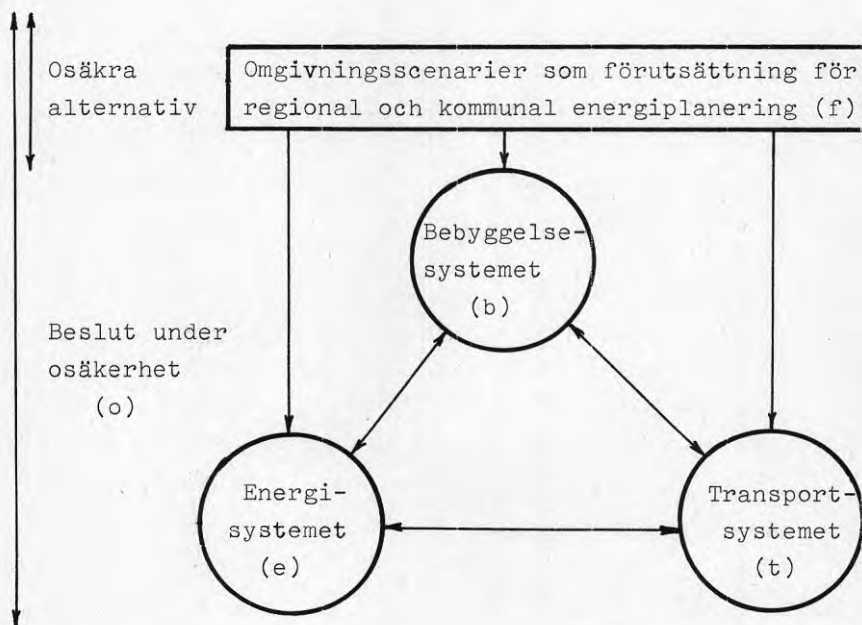 Osäkra
alternativ
Omgivningsscenarier som förutsättning för
regional och kommunal energiplanering (f)
Bebyggelse-
systemet
(b)
Beslut under
osäkerhet
(o)
Energi-
systemet
(e)
Transport-
systemet
(t)